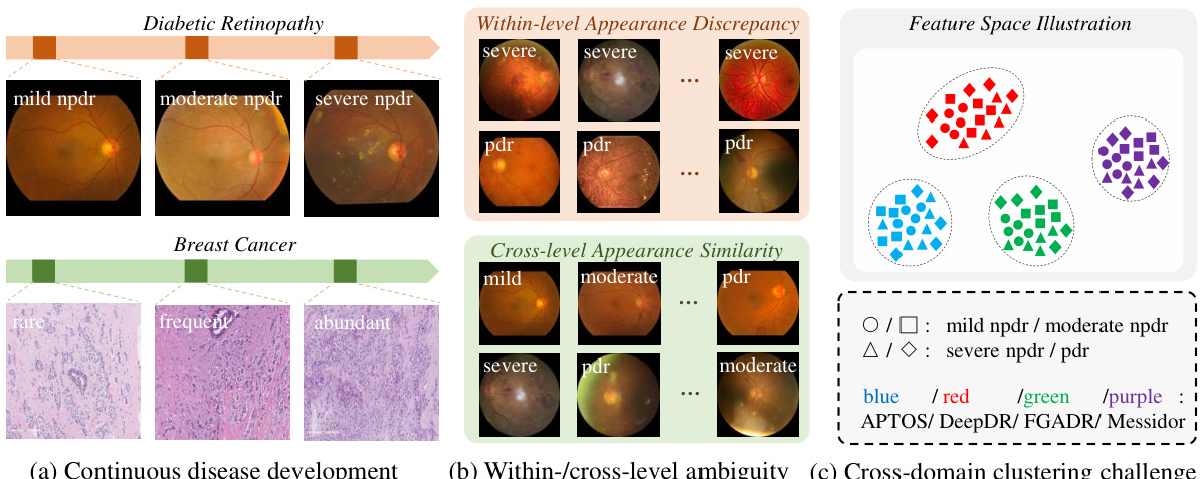 Diabetic Retinopathy
mild npdr
moderate npdr
severe npdr
Breast Cancer
rare
frequent
abundant
(a) Continuous disease development
Within-level Appearance Discrepancy
severe
severe
...
severe
pdr
pdr
...
pdr
Cross-level Appearance Similarity
mild
moderate
...
pdr
severe
pdr
...
moderate
(b) Within-/cross-level ambiguity
Feature Space Illustration
/ : mild npdr / moderate npdr
/ : severe npdr / pdr
blue / red /green /purple :
APTOS/ DeepDR/ FGADR/ Messidor
(c) Cross-domain clustering challenge